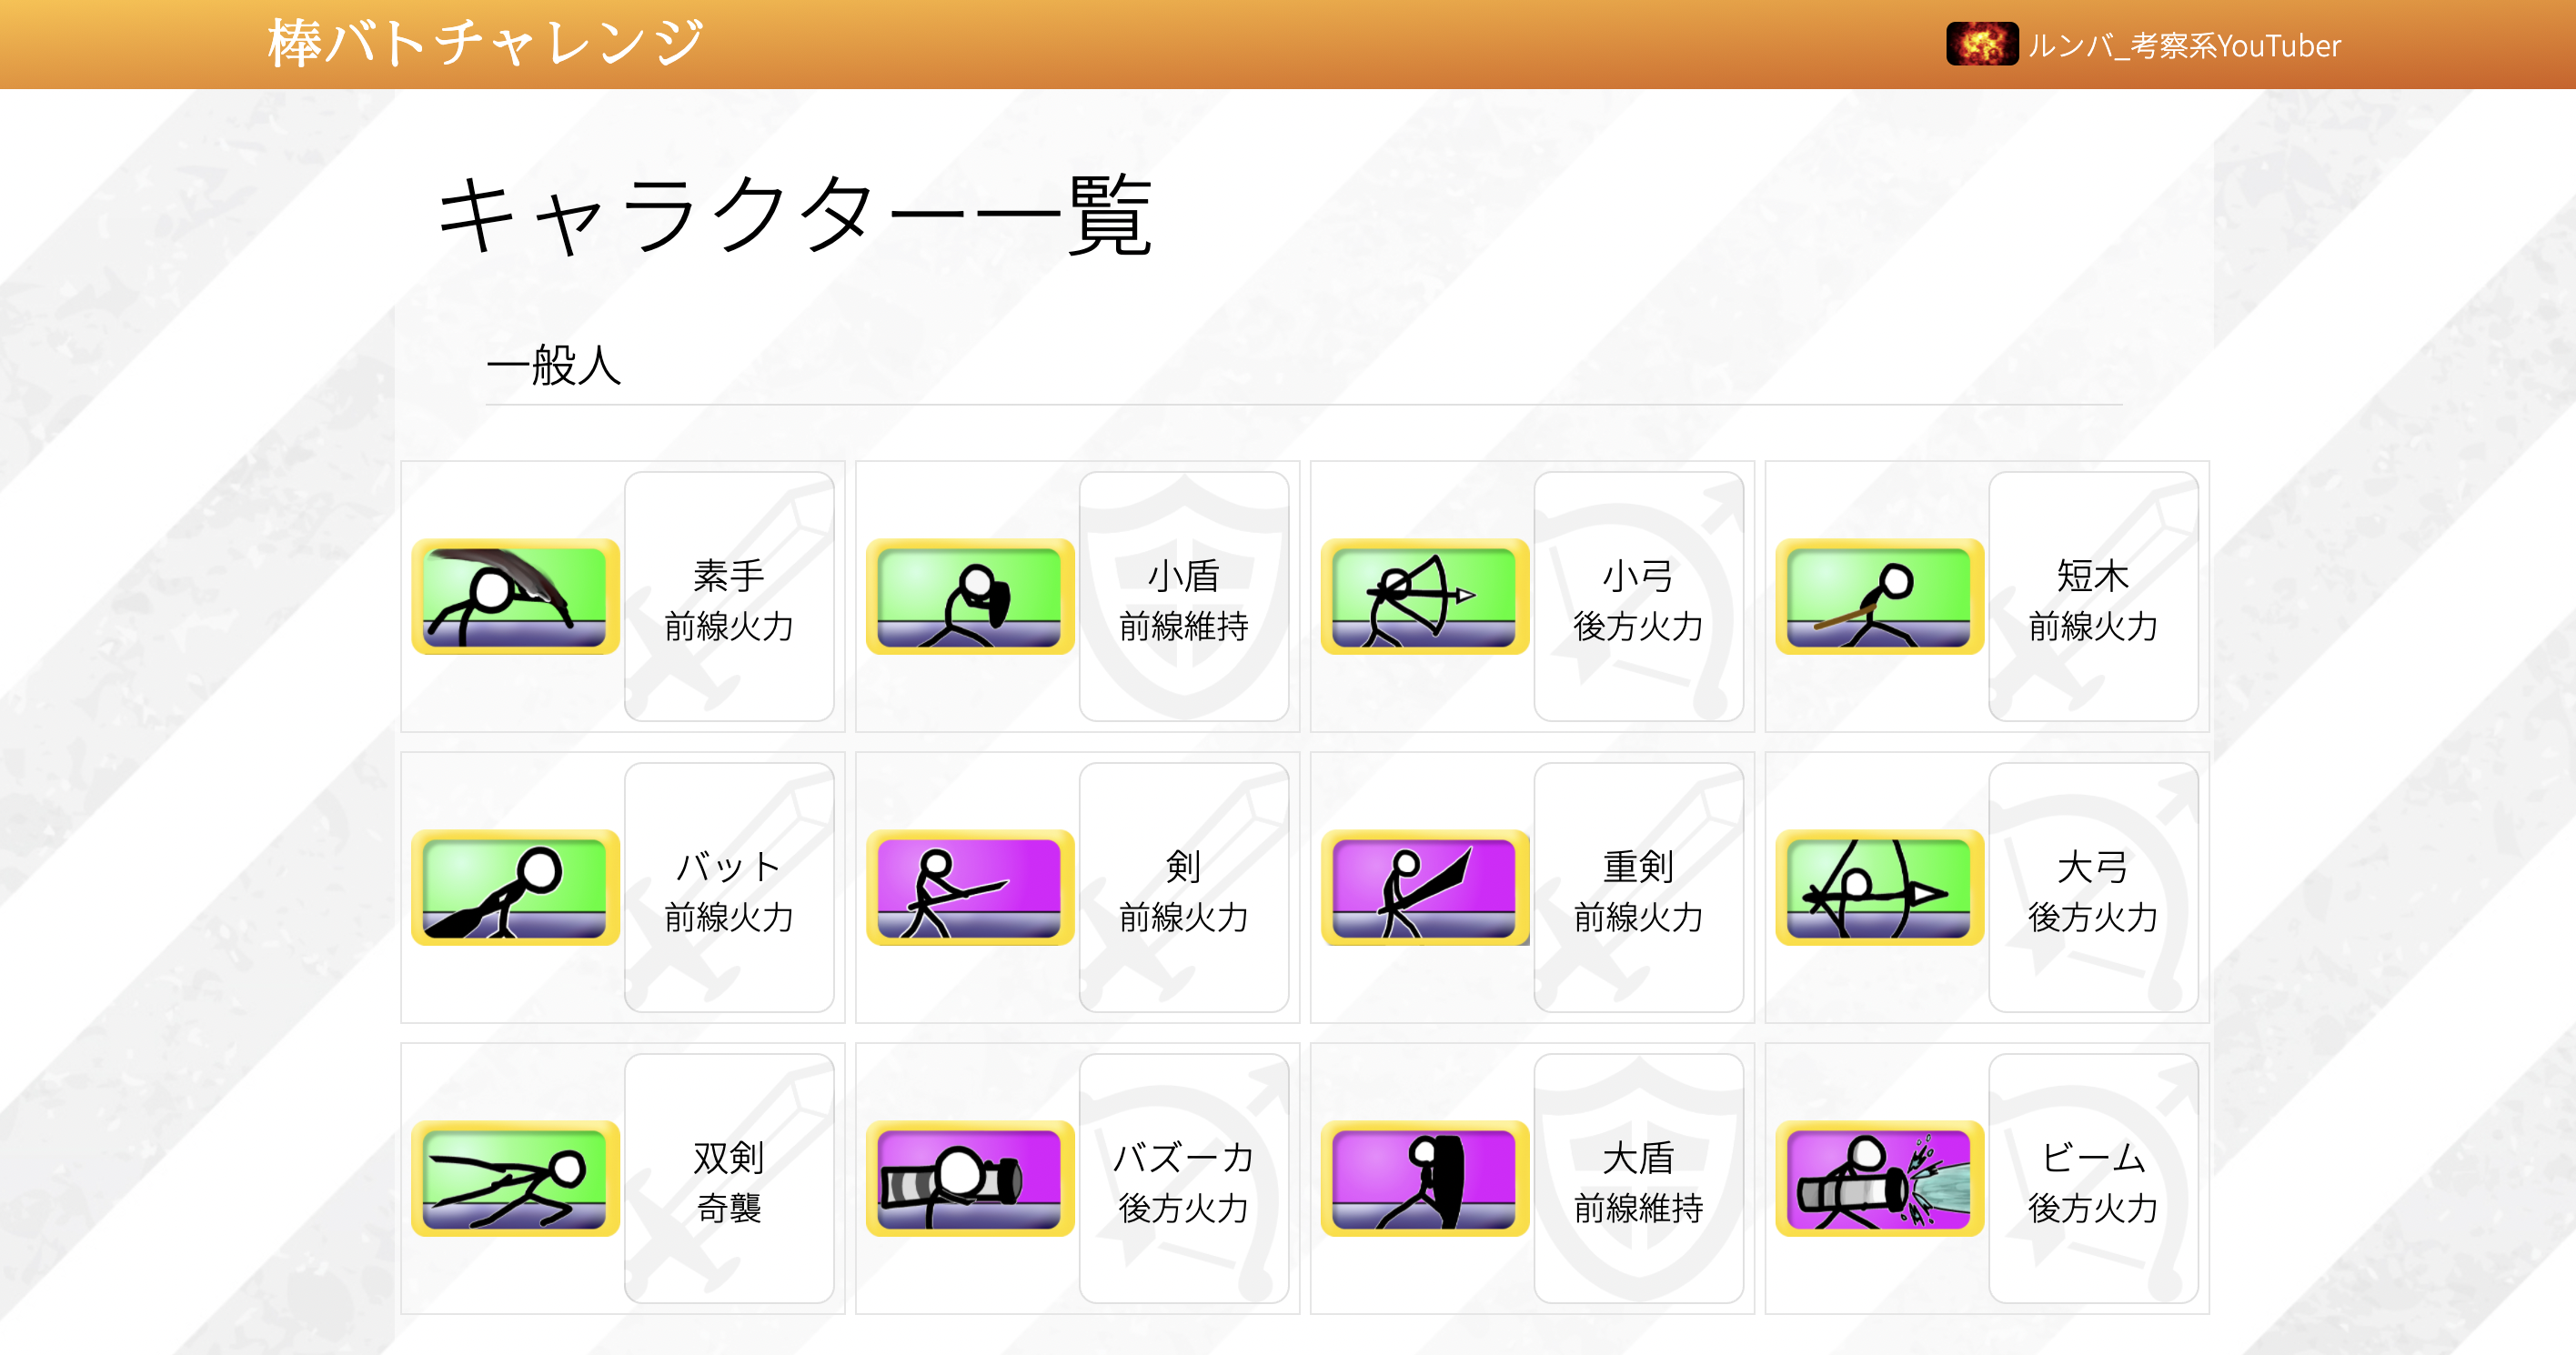 棒バトチャレンジ
ルンバ_考察系YouTuber
キャラクター一覧
一般人
素手
前線火力
小盾
前線維持
小弓
後方火力
短木
前線火力
バット
前線火力
剣
前線火力
重剣
前線火力
大弓
後方火力
双剣
奇襲
バズーカ
後方火力
大盾
前線維持
ビーム
後方火力